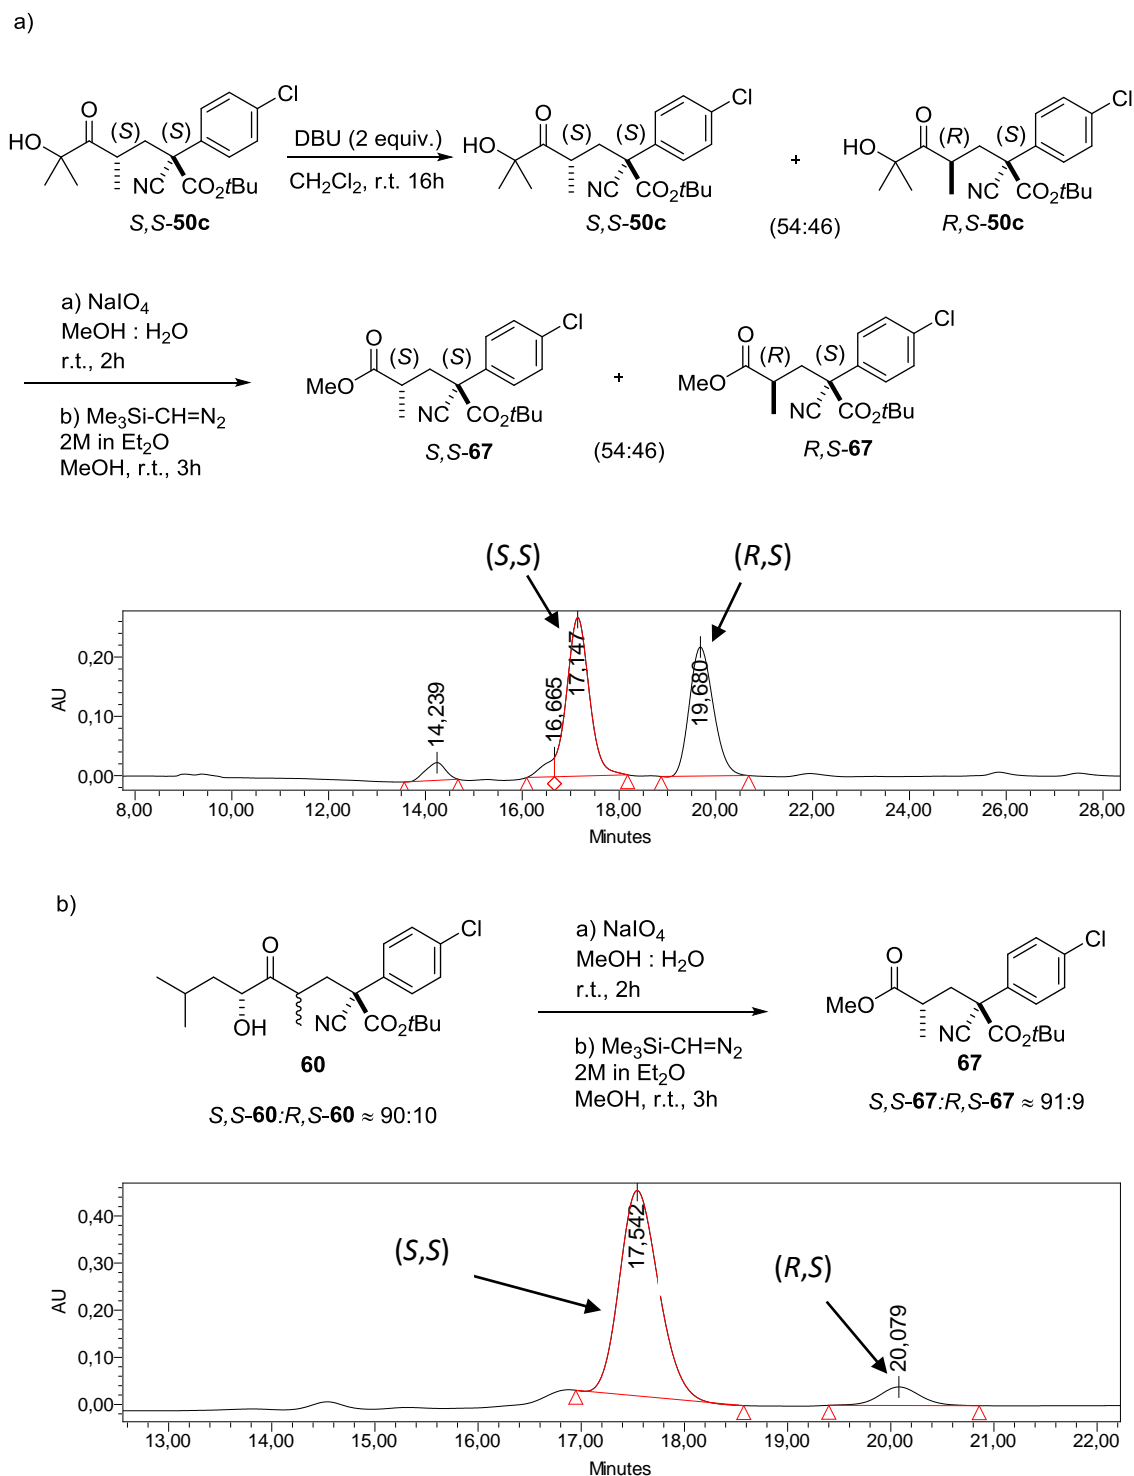 a)
Cl
O
(S) (S)
HO
NC CO2tBu
S,S-50c
DBU (2 equiv.)
CH2Cl2, r.t. 16h
Cl
O
(S) (S)
HO
NC CO2tBu
S,S-50c
+
(54:46)
Cl
O
(R) (S)
HO
NC CO2tBu
R,S-50c
a) NaIO4
MeOH : H2O
r.t., 2h
b) Me3Si-CH=N2
2M in Et2O
MeOH, r.t., 3h
Cl
O
(S) (S)
MeO
NC CO2tBu
S,S-67
+
(54:46)
Cl
O
(R) (S)
MeO
NC CO2tBu
R,S-67
(S,S) (R,S)
AU
0,20
0,10
0,00
14,239
16,665
17,147
19,680
8,00 10,00 12,00 14,00 16,00 18,00 20,00 22,00 24,00 26,00 28,00
Minutes
b)
Cl
O
OH
NC CO2tBu
60
S,S-60:R,S-60 ≈ 90:10
a) NaIO4
MeOH : H2O
r.t., 2h
b) Me3Si-CH=N2
2M in Et2O
MeOH, r.t., 3h
Cl
O
MeO
NC CO2tBu
67
S,S-67:R,S-67 ≈ 91:9
AU
0,40
0,30
0,20
0,10
0,00
(S,S)
17,542
(R,S)
20,079
13,00 14,00 15,00 16,00 17,00 18,00 19,00 20,00 21,00 22,00
Minutes